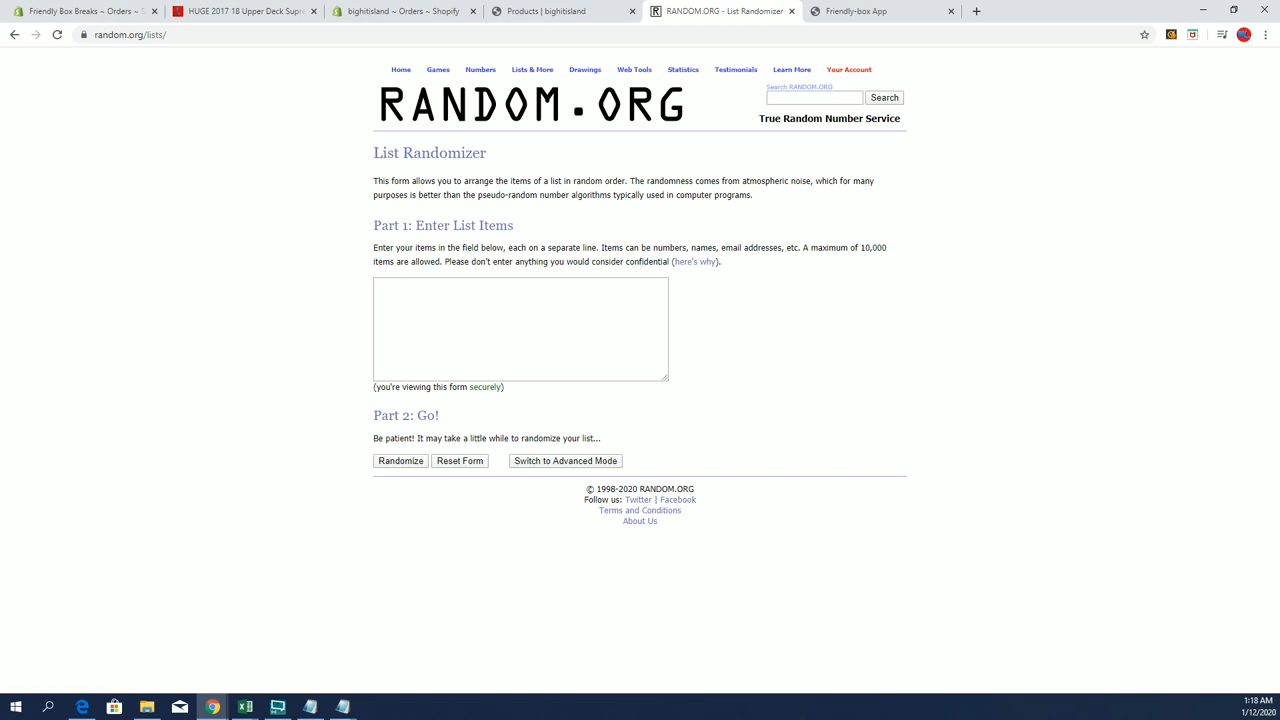 Friendly Box Breaks ~ Orders ~ S
HUGE 2017 18 Upper Deck Supre
bighitisland ~ Orders ~ Shopify
Products | bighitisland
RANDOM.ORG - List Randomizer
Friendly-box App
random.org/lists/
Home Games Numbers Lists & More Drawings Web Tools Statistics Testimonials Learn More Your Account
RANDOM.ORG
Search RANDOM.ORG
Search
True Random Number Service
List Randomizer
This form allows you to arrange the items of a list in random order. The randomness comes from atmospheric noise, which for many
purposes is better than the pseudo-random number algorithms typically used in computer programs.
Part 1: Enter List Items
Enter your items in the field below, each on a separate line. Items can be numbers, names, email addresses, etc. A maximum of 10,000
items are allowed. Please don't enter anything you would consider confidential (here's why).
(you're viewing this form securely)
Part 2: Go!
Be patient! It may take a little while to randomize your list...
Randomize Reset Form Switch to Advanced Mode
© 1998-2020 RANDOM.ORG
Follow us: Twitter | Facebook
Terms and Conditions
About Us
1:18 AM
1/12/2020